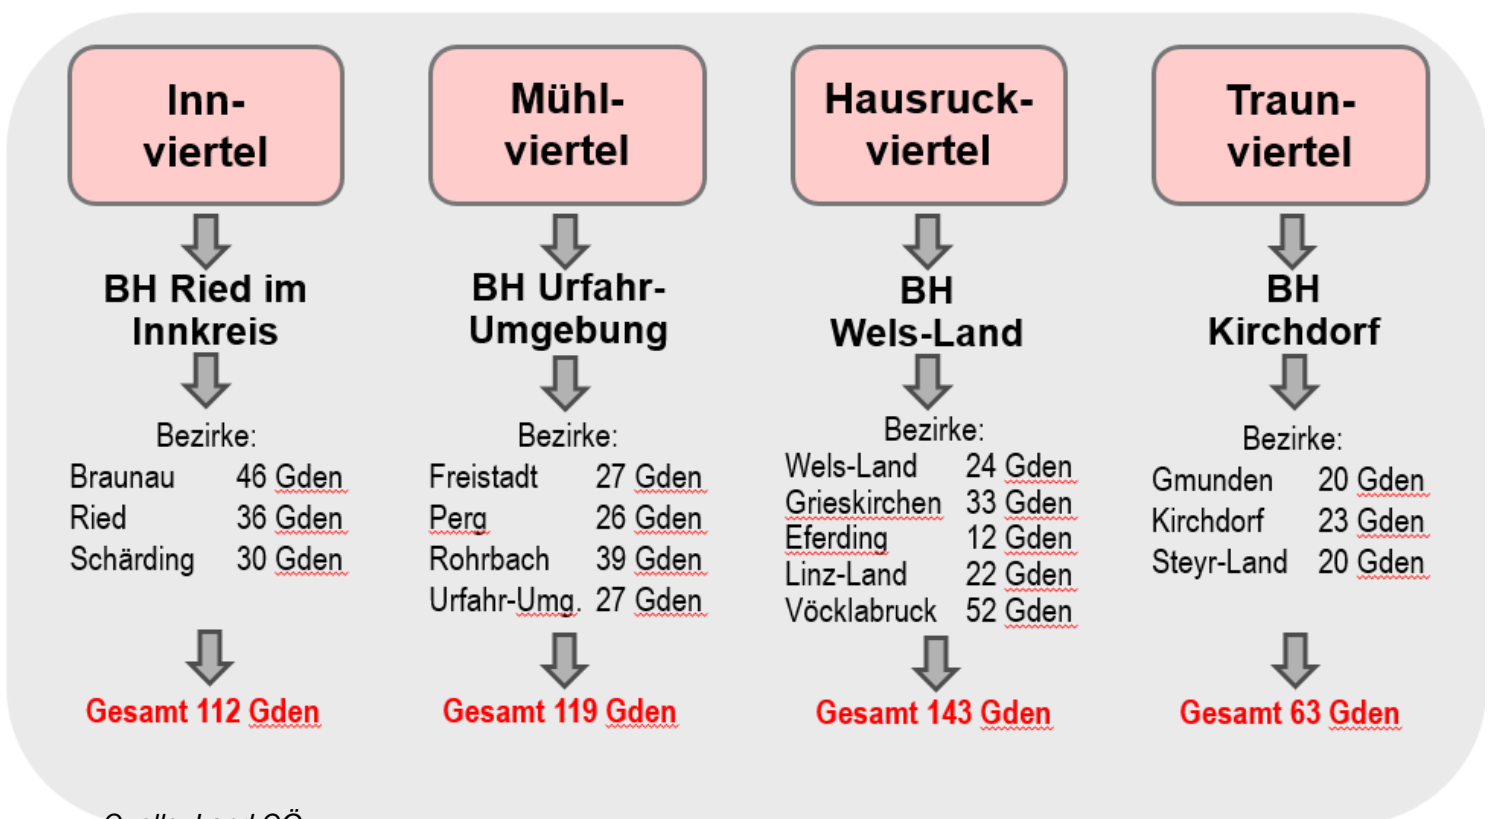 Inn-
viertel
BH Ried im
Innkreis
Bezirke:
Braunau 46 Gden
Ried 36 Gden
Schärding 30 Gden
Gesamt 112 Gden
Mühl-
viertel
BH Urfahr-
Umgebung
Bezirke:
Freistadt 27 Gden
Perg 26 Gden
Rohrbach 39 Gden
Urfahr-Umg. 27 Gden
Gesamt 119 Gden
Hausruck-
viertel
BH
Wels-Land
Bezirke:
Wels-Land 24 Gden
Grieskirchen 33 Gden
Eferding 12 Gden
Linz-Land 22 Gden
Vöcklabruck 52 Gden
Gesamt 143 Gden
Traun-
viertel
BH
Kirchdorf
Bezirke:
Gmunden 20 Gden
Kirchdorf 23 Gden
Steyr-Land 20 Gden
Gesamt 63 Gden